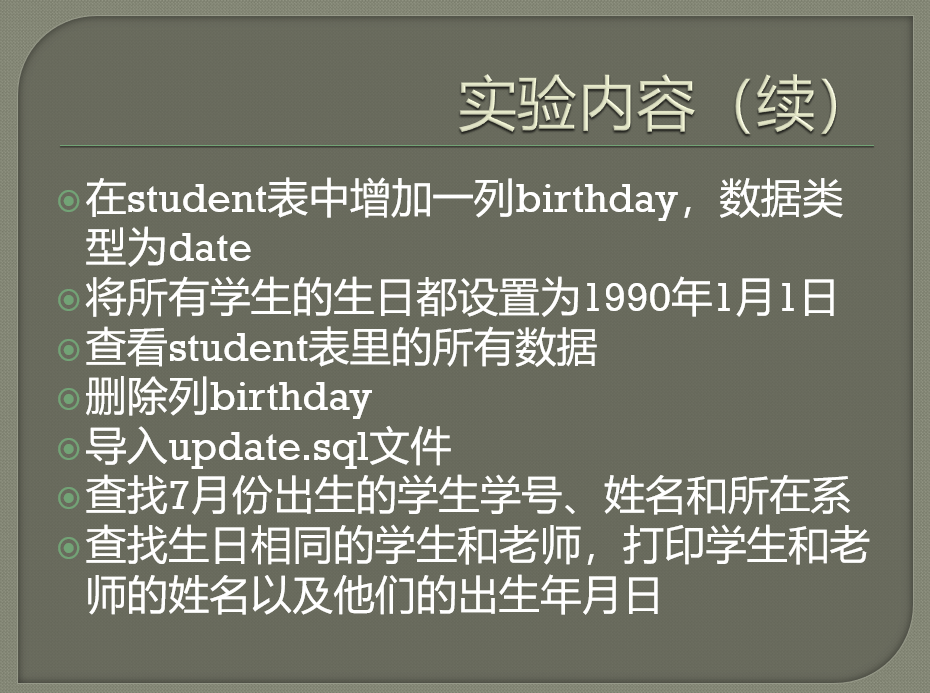 实验内容（续）
在student表中增加一列birthday，数据类
型为date
将所有学生的生日都设置为1990年1月1日
查看student表里的所有数据
删除列birthday
导入update.sql文件
查找7月份出生的学生学号、姓名和所在系
查找生日相同的学生和老师，打印学生和老
师的姓名以及他们的出生年月日